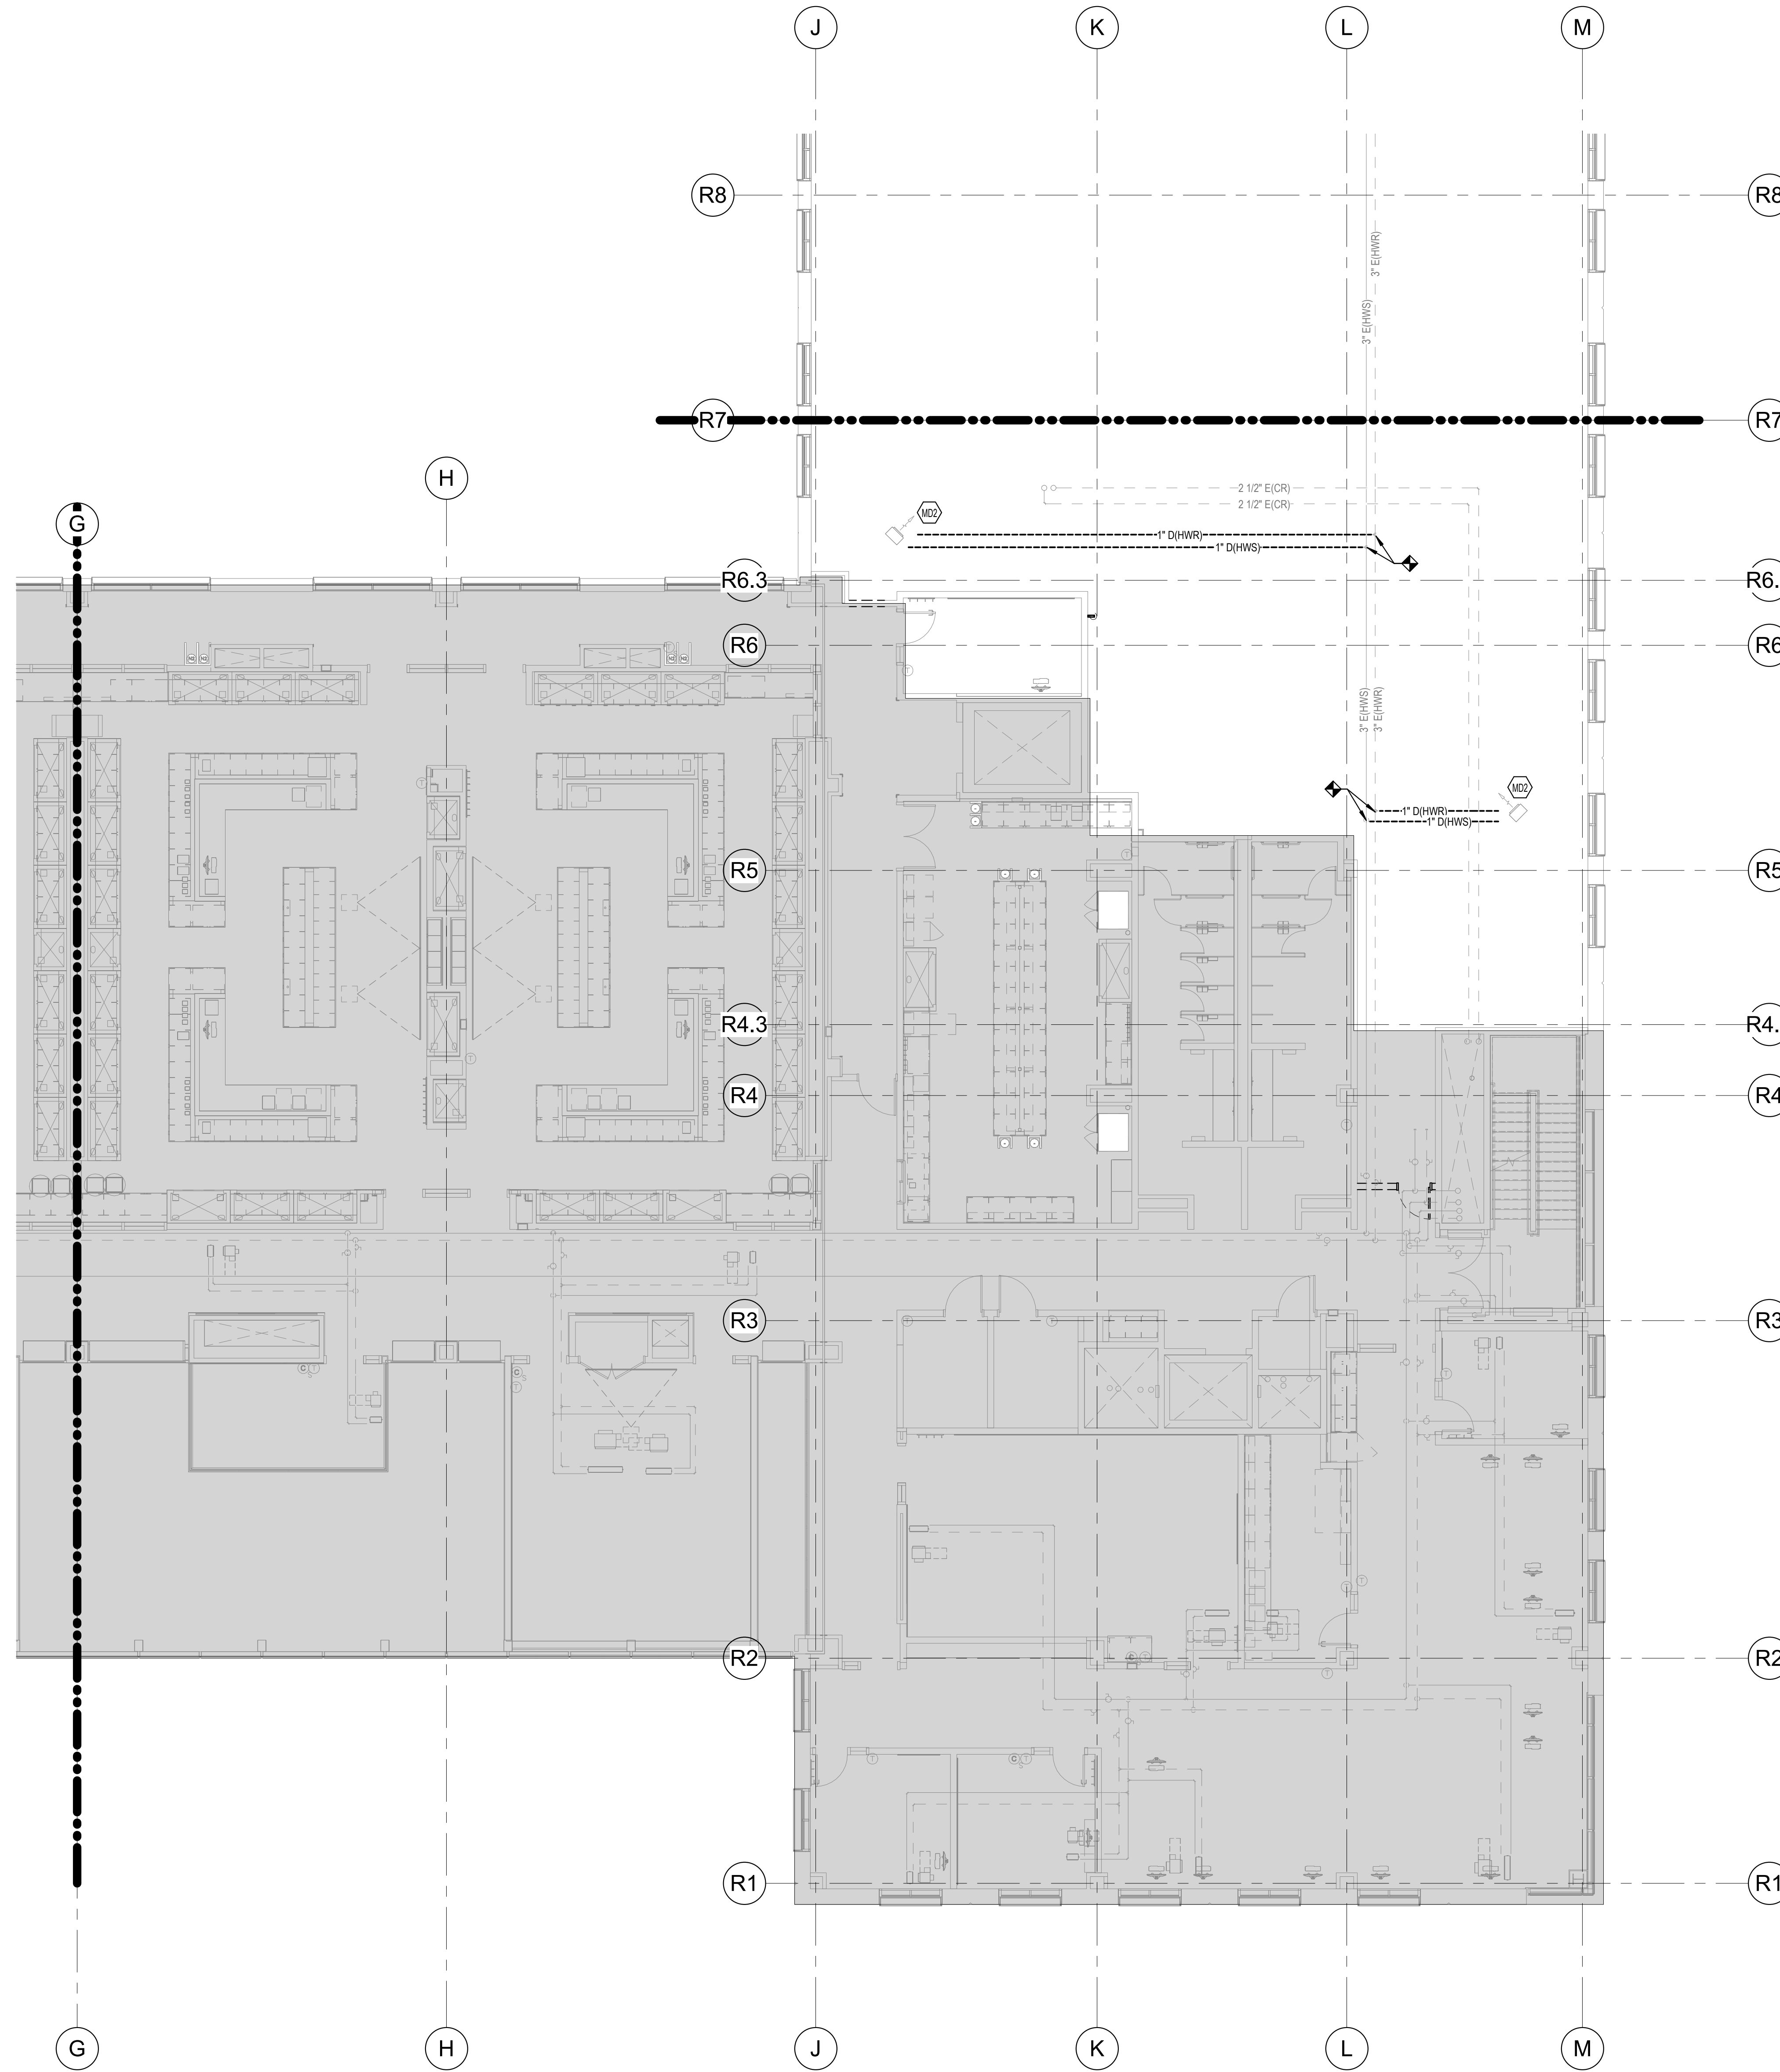 J
K
L
M
R8
R8
3" E(HWR)
3" E(HWS)
R7
R7
H
G
2 1/2" E(CR)
2 1/2" E(CR)
MD2
1" D(HWR)
1" D(HWS)
R6.3
R6.
R6
R6
3" E(HWS)
3" E(HWR)
MD2
1" D(HWR)
1" D(HWS)
R5
R5
R4.3
R4.
R4
R4
R3
R3
C
T
S
C
S
T
R2
R2
C
T
T
T
C
T
S
R1
R1
G
H
J
K
L
M